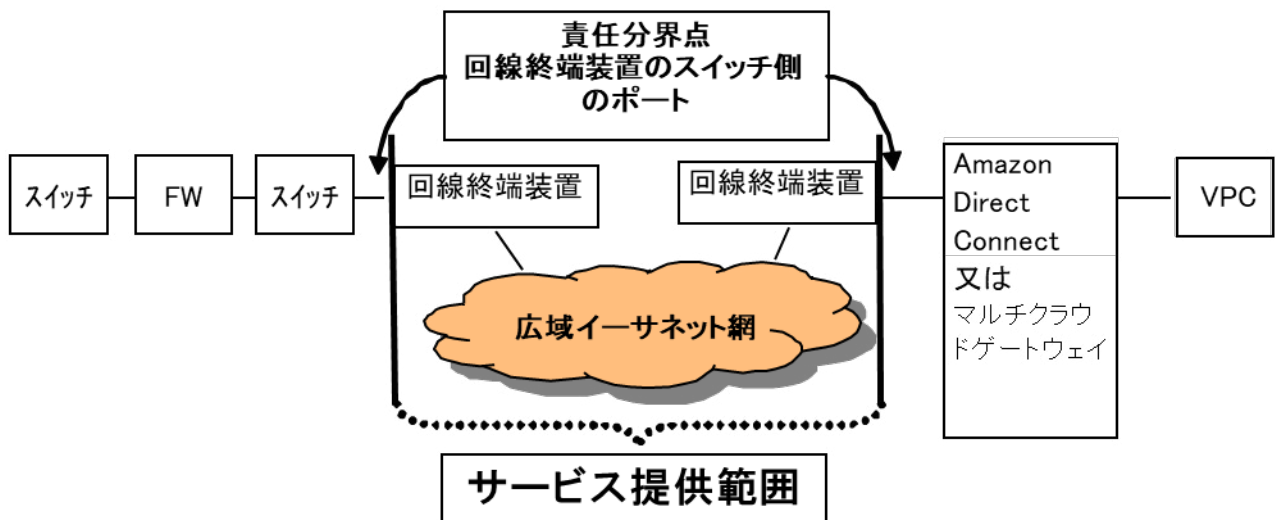 責任分界点
回線終端装置のスイッチ側
のポート
スイッチ
FW
スイッチ
回線終端装置
回線終端装置
Amazon
Direct
Connect
又は
マルチクラウ
ドゲートウェイ
VPC
広域イーサネット網
サービス提供範囲